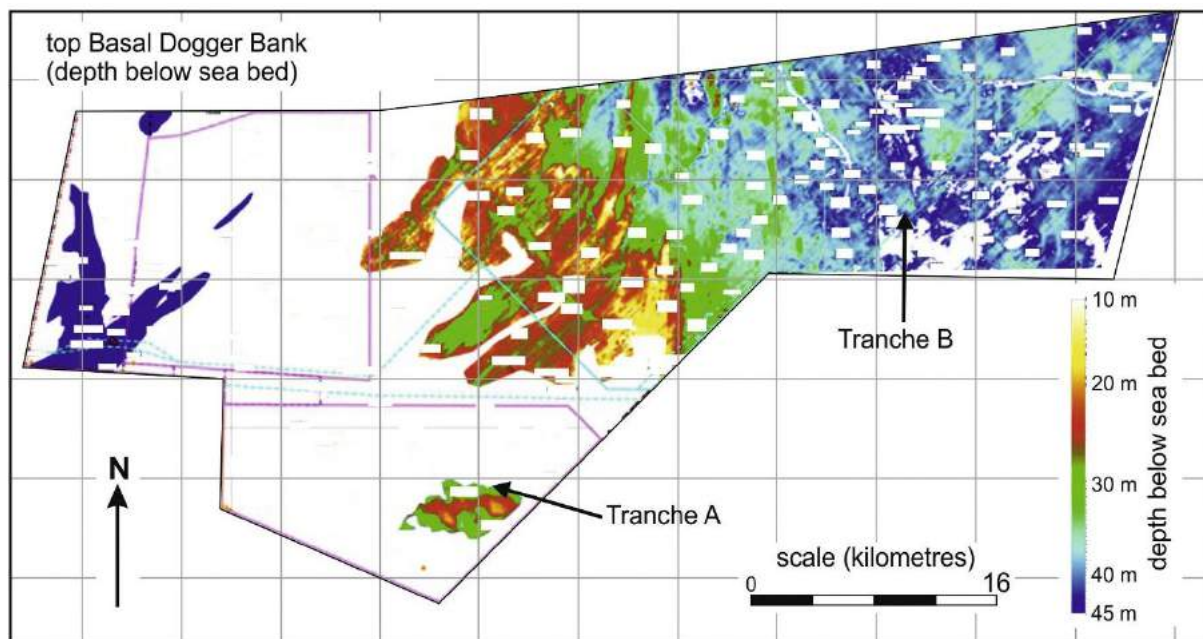 top Basal Dogger Bank
(depth below sea bed)
Tranche B
10 m
20 m
30 m
40 m
45 m
depth below sea bed
N
Tranche A
scale (kilometres)
0
16